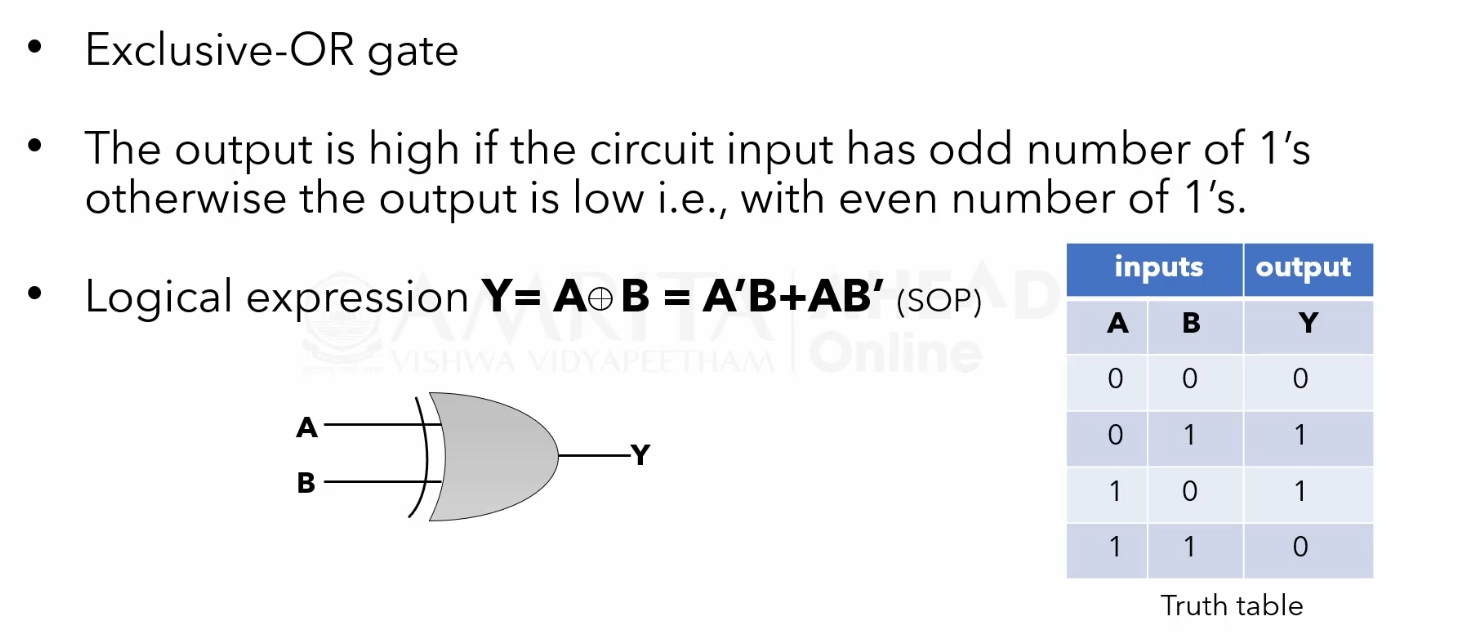 • Exclusive-OR gate
• The output is high if the circuit input has odd number of 1’s
otherwise the output is low i.e., with even number of 1’s.
• Logical expression Y= A⊕B = A′B+AB′ (SOP)
AMRITA AHEAD
VISHWA VIDYAPEETHAM Online
A
B
Y
inputs output
A B Y
0 0 0
0 1 1
1 0 1
1 1 0
Truth table